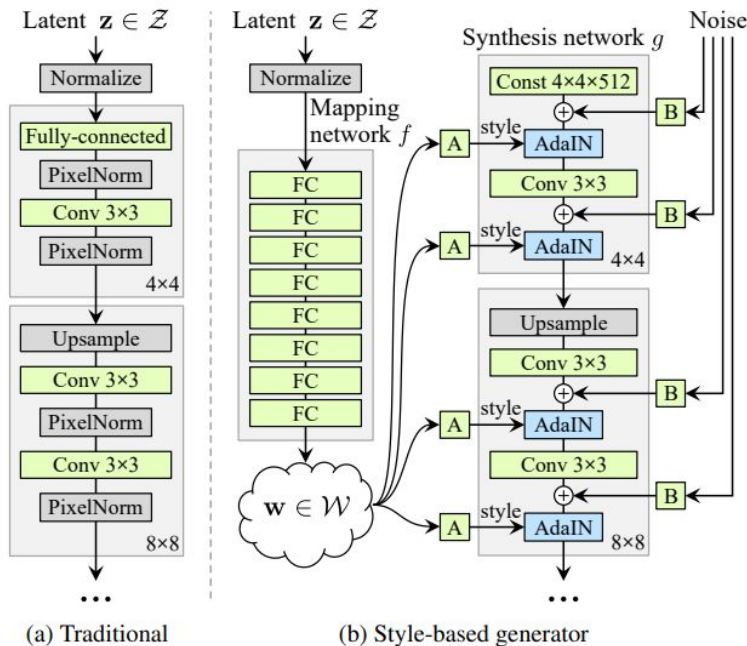 Latent z ∈ 𝒵
Normalize
Fully-connected
PixelNorm
Conv 3×3
PixelNorm
4×4
Upsample
Conv 3×3
PixelNorm
Conv 3×3
PixelNorm
8×8
...
(a) Traditional
Latent z ∈ 𝒵
Normalize
Mapping
network f
FC
FC
FC
FC
FC
FC
FC
FC
w ∈ 𝒲
Noise
Synthesis network g
Const 4×4×512
B
A
style
AdaIN
Conv 3×3
B
A
style
AdaIN
4×4
Upsample
Conv 3×3
B
A
style
AdaIN
Conv 3×3
B
A
style
AdaIN
8×8
...
(b) Style-based generator